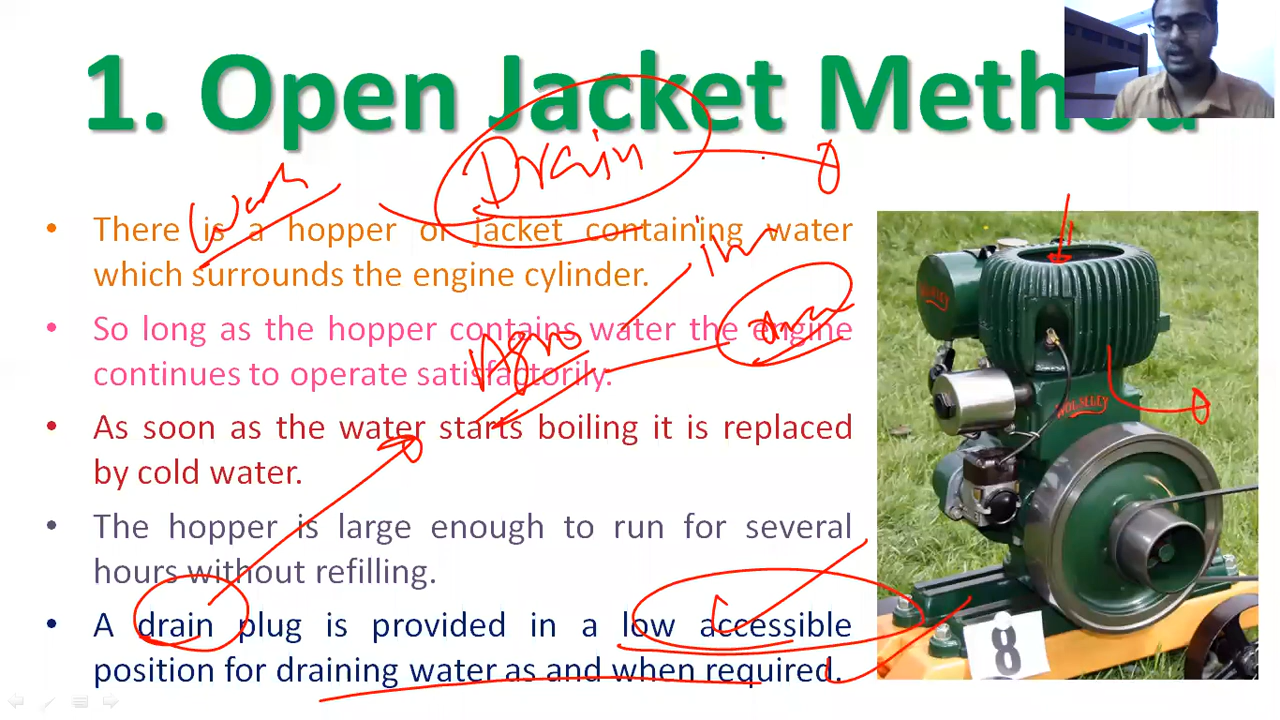 1. Open Jacket Method
Drain
• There is a hopper or jacket containing water
which surrounds the engine cylinder.
• So long as the hopper contains water the engine
continues to operate satisfactorily.
• As soon as the water starts boiling it is replaced
by cold water.
• The hopper is large enough to run for several
hours without refilling.
• A drain plug is provided in a low accessible
position for draining water as and when required.
WOLSELEY
8